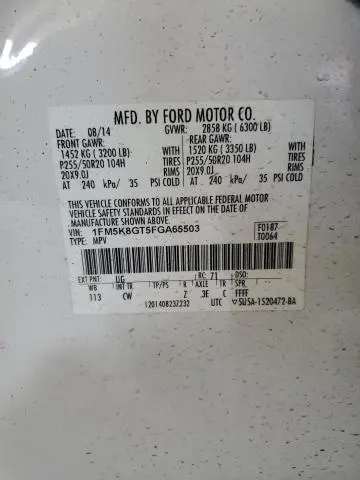 MFD. BY FORD MOTOR CO.
DATE: 08/14 GVWR: 2858 KG ( 6300 LB)
FRONT GAWR: REAR GAWR:
1452 KG ( 3200 LB) WITH 1520 KG ( 3350 LB) WITH
P255/50R20 104H TIRES P255/50R20 104H TIRES
20X9.0J RIMS 20X9.0J RIMS
AT 240 kPa/ 35 PSI COLD AT 240 kPa/ 35 PSI COLD
THIS VEHICLE CONFORMS TO ALL APPLICABLE FEDERAL MOTOR
VEHICLE SAFETY AND THEFT PREVENTION STANDARDS IN EFFECT ON THE DATE OF
MANUFACTURE SHOWN ABOVE.
VIN: 1FM5K8GT5FGA65503 F0187
TYPE: MPV T0064
EXT PNT: UG RC: 71 DSO:
WB INT TR TP/PS R AXLE TR SPR
113 CW Z 3E C FFFF
UTC